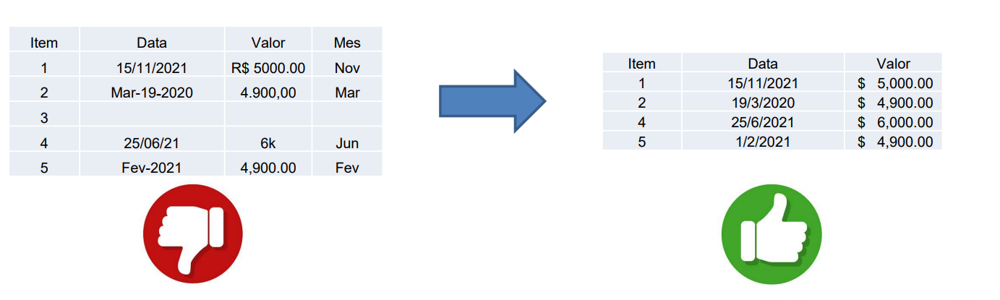 Item Data Valor Mes
1 15/11/2021 R$ 5000.00 Nov
2 Mar-19-2020 4.900,00 Mar
3
4 25/06/21 6k Jun
5 Fev-2021 4,900.00 Fev
Item Data Valor
1 15/11/2021 $ 5,000.00
2 19/3/2020 $ 4,900.00
4 25/6/2021 $ 6,000.00
5 1/2/2021 $ 4,900.00